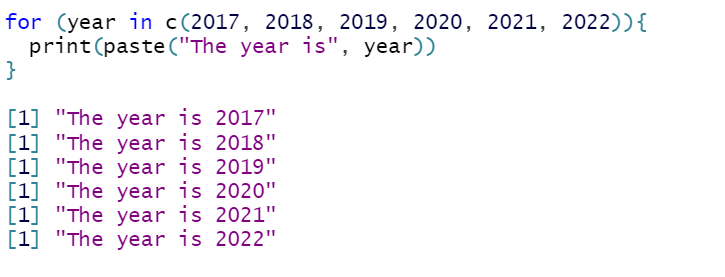 for (year in c(2017, 2018, 2019, 2020, 2021, 2022)){
  print(paste("The year is", year))
}
[1] "The year is 2017"
[1] "The year is 2018"
[1] "The year is 2019"
[1] "The year is 2020"
[1] "The year is 2021"
[1] "The year is 2022"